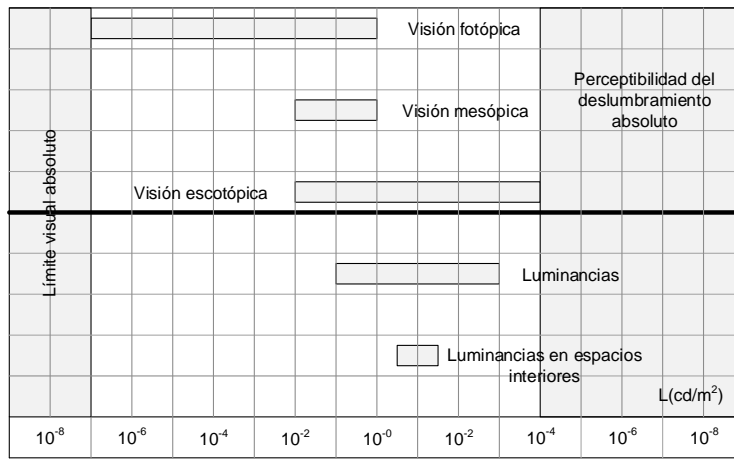 Visión fotópica
Perceptibilidad del
deslumbramiento
absoluto
Visión mesópica
Visión escotópica
Límite visual absoluto
Luminancias
Luminancias en espacios
interiores
L(cd/m²)
10⁻⁸ 10⁻⁶ 10⁻⁴ 10⁻² 10⁻⁰ 10⁻² 10⁻⁴ 10⁻⁶ 10⁻⁸